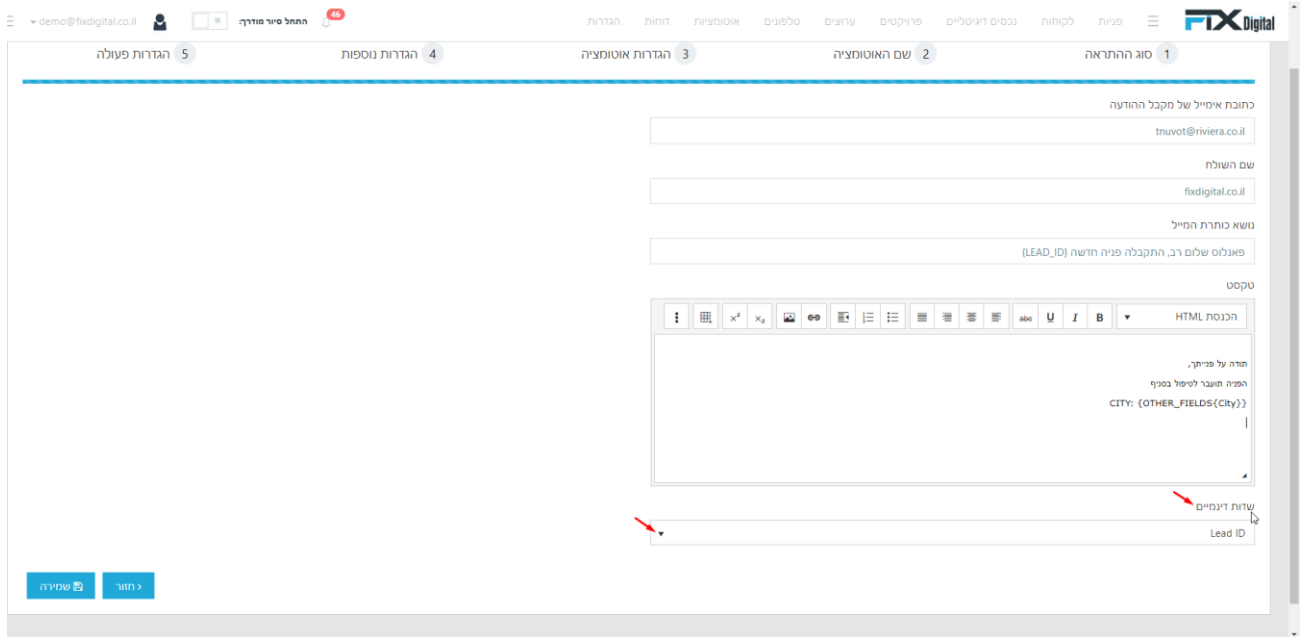 FIX Digital
פניות לקוחות נכסים דיגיטליים פרויקטים ערוצים טלפונים אוטומציות דוחות הגדרות
46
התחל סיור מודרך:
demo@fixdigital.co.il
1 סוג ההתראה
2 שם האוטומציה
3 הגדרות אוטומציה
4 הגדרות נוספות
5 הגדרות פעולה
כתובת אימייל של מקבל ההודעה
tnuvot@riviera.co.il
שם השולח
fixdigital.co.il
נושא כותרת המייל
פאנלוס שלום רב, התקבלה פניה חדשה {LEAD_ID}
טקסט
הכנסת HTML B I U abc x₂ x²
תודה על פנייתך,
הפניה תועבר לטיפול בסניף
CITY: {OTHER_FIELDS{City}}
שדות דינמיים
Lead ID
חזור
שמירה